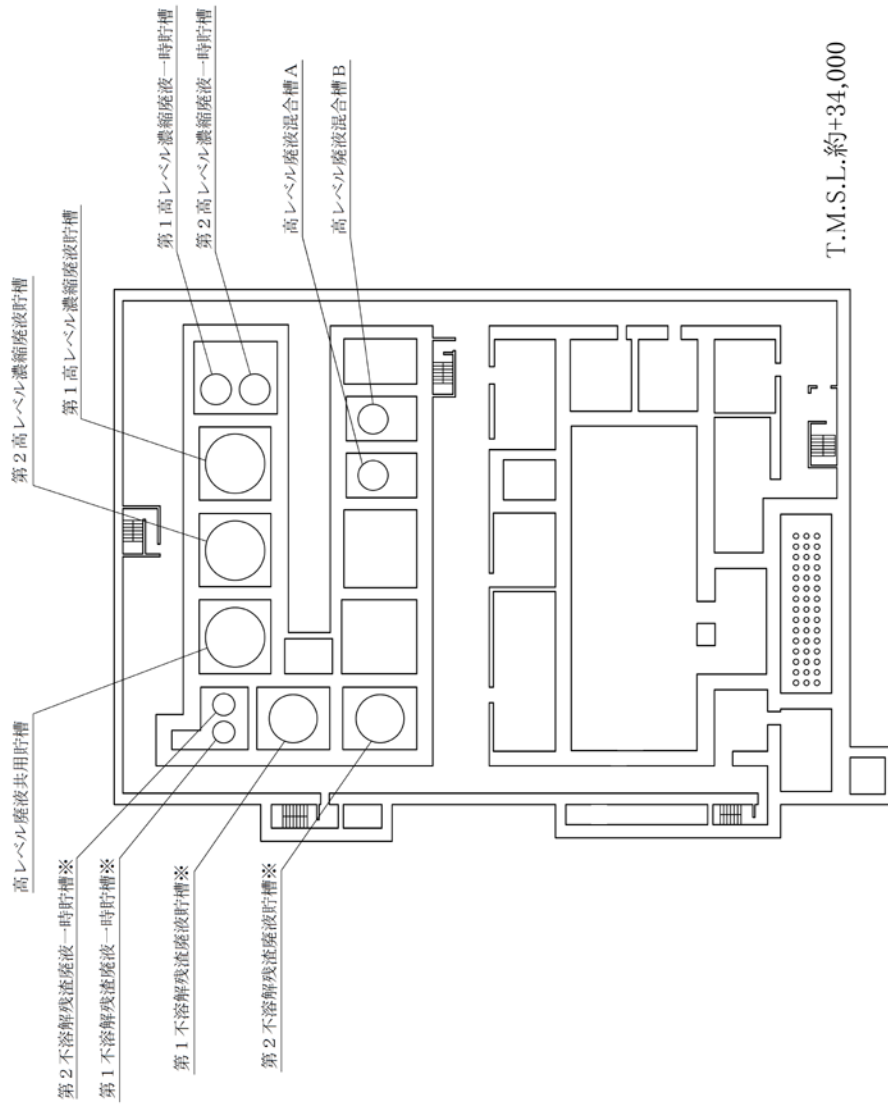 第２不溶解残渣廃液一時貯槽※
第１不溶解残渣廃液一時貯槽※
第１不溶解残渣廃液貯槽※
第２不溶解残渣廃液貯槽※
高レベル廃液共用貯槽
第２高レベル濃縮廃液貯槽
第１高レベル濃縮廃液貯槽
第１高レベル濃縮廃液一時貯槽
第２高レベル濃縮廃液一時貯槽
高レベル廃液混合槽Ａ
高レベル廃液混合槽Ｂ
T.M.S.L.約+34,000